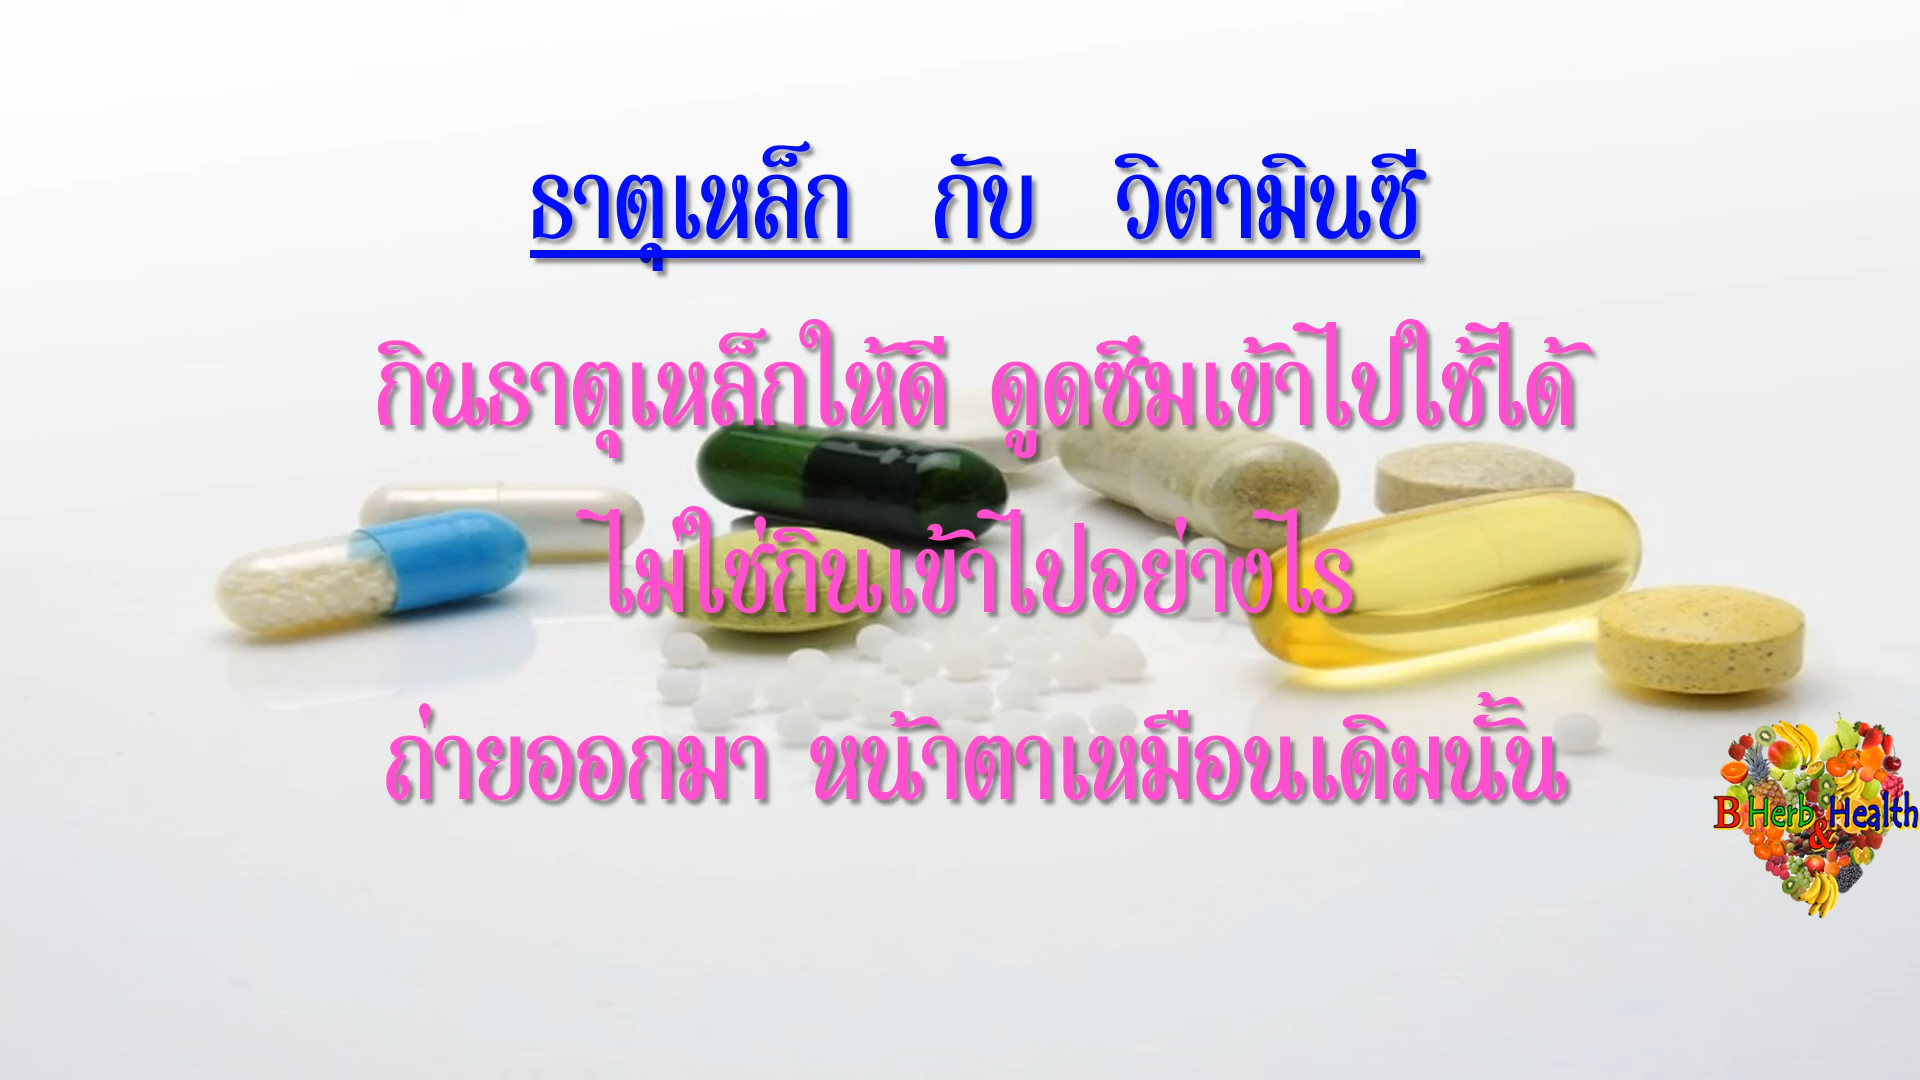 ธาตุเหล็ก กับ วิตามินซี
กินธาตุเหล็กให้ดี ดูดซึมเข้าไปใช้ได้
ไม่ใช่กินเข้าไปอย่างไร
ถ่ายออกมา หน้าตาเหมือนเดิมนั้น
B Herb & Health